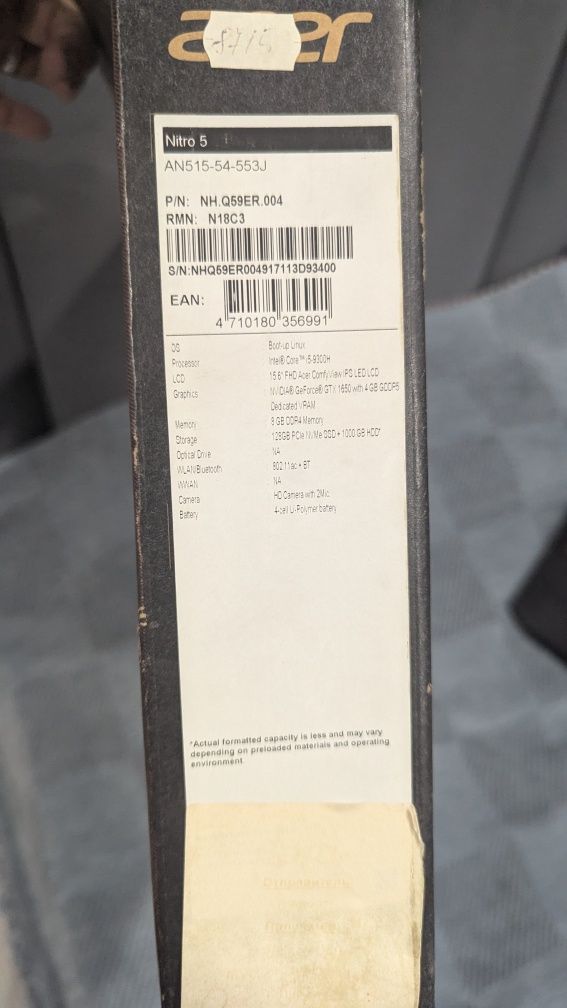 acer
Nitro 5
AN515-54-553J
P/N: NH.Q59ER.004
RMN: N18C3
S/N:NHQ59ER004917113D93400
EAN:
4 710180 356991
OS Boot-up Linux
Processor Intel® Core™ i5-9300H
LCD 15.6" FHD Acer ComfyView IPS LED LCD
Graphics NVIDIA® GeForce® GTX 1650 with 4 GB GDDR5
Dedicated VRAM
Memory 8 GB DDR4 Memory
Storage 128GB PCIe NVMe SSD + 1000 GB HDD*
Optical Drive NA
WLAN/Bluetooth 802.11ac + BT
WWAN NA
Camera HD Camera with 2Mic
Battery 4-cell Li-Polymer battery
*Actual formatted capacity is less and may vary
depending on preloaded materials and operating
environment.